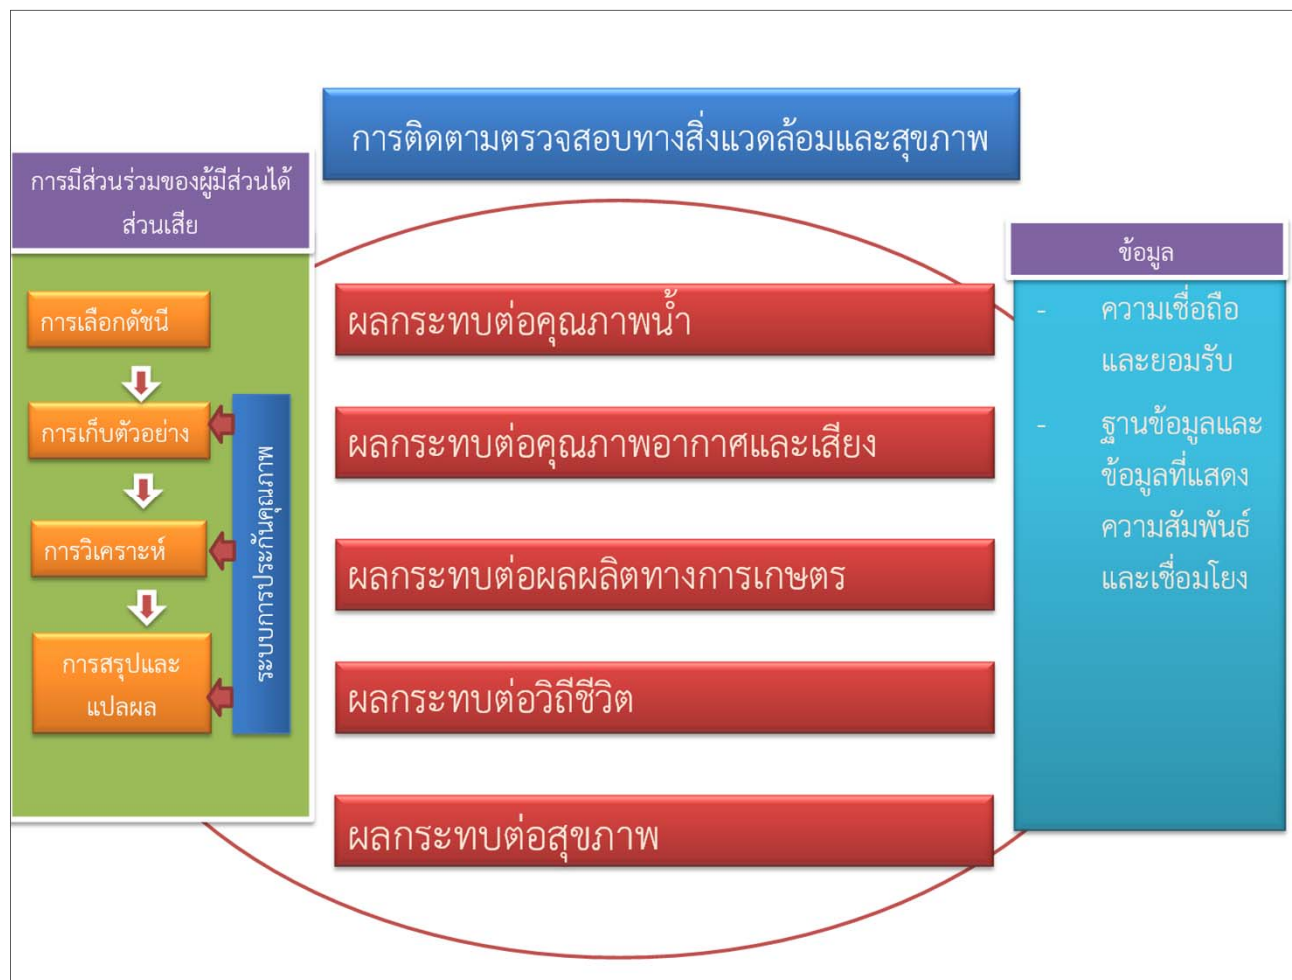 การติดตามตรวจสอบทางสิ่งแวดล้อมและสุขภาพ
การมีส่วนร่วมของผู้มีส่วนได้
ส่วนเสีย
การเลือกดัชนี
การเก็บตัวอย่าง
การวิเคราะห์
การสรุปและ
แปลผล
ระบบการประกันคุณภาพ
ผลกระทบต่อคุณภาพน้ำ
ผลกระทบต่อคุณภาพอากาศและเสียง
ผลกระทบต่อผลผลิตทางการเกษตร
ผลกระทบต่อวิถีชีวิต
ผลกระทบต่อสุขภาพ
ข้อมูล
- ความเชื่อถือ
และยอมรับ
- ฐานข้อมูลและ
ข้อมูลที่แสดง
ความสัมพันธ์
และเชื่อมโยง